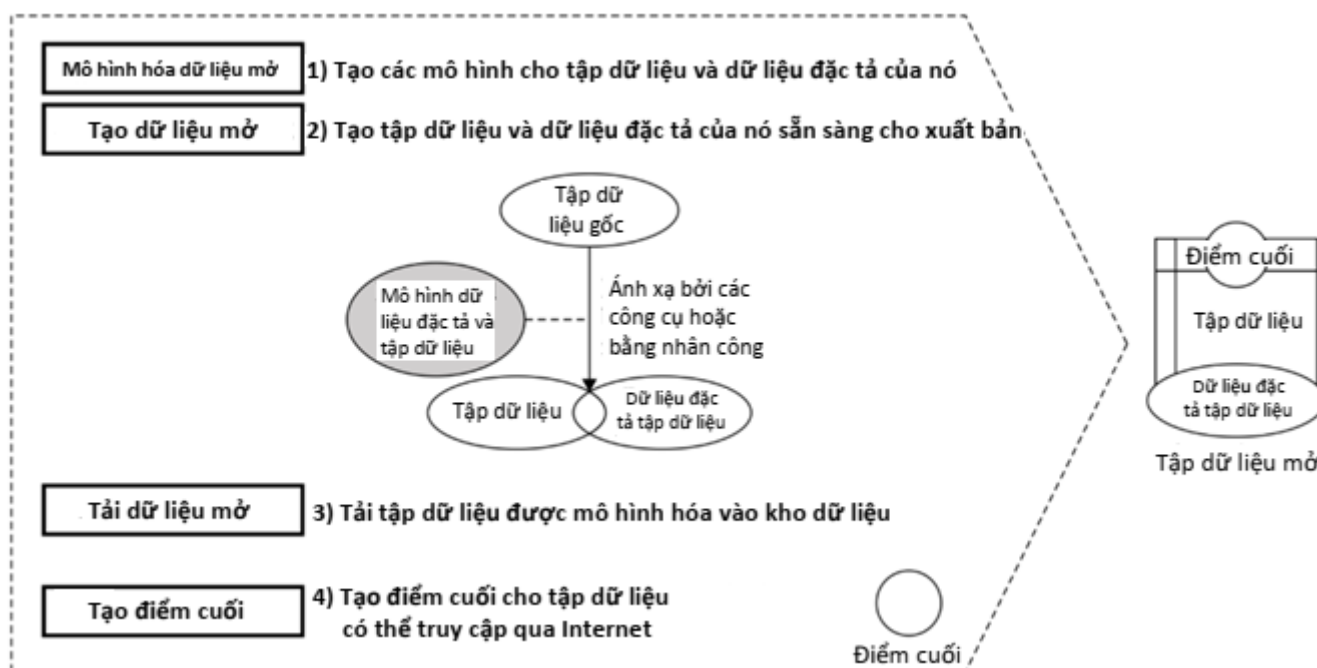 Mô hình hóa dữ liệu mở
1) Tạo các mô hình cho tập dữ liệu và dữ liệu đặc tả của nó
Tạo dữ liệu mở
2) Tạo tập dữ liệu và dữ liệu đặc tả của nó sẵn sàng cho xuất bản
Tập dữ
liệu gốc
Mô hình dữ
liệu đặc tả và
tập dữ liệu
Ánh xạ bởi các
công cụ hoặc
bằng nhân công
Tập dữ liệu
Dữ liệu đặc
tả tập dữ liệu
Tải dữ liệu mở
3) Tải tập dữ liệu được mô hình hóa vào kho dữ liệu
Tạo điểm cuối
4) Tạo điểm cuối cho tập dữ liệu
có thể truy cập qua Internet
Điểm cuối
Điểm cuối
Tập dữ liệu
Dữ liệu đặc
tả tập dữ liệu
Tập dữ liệu mở